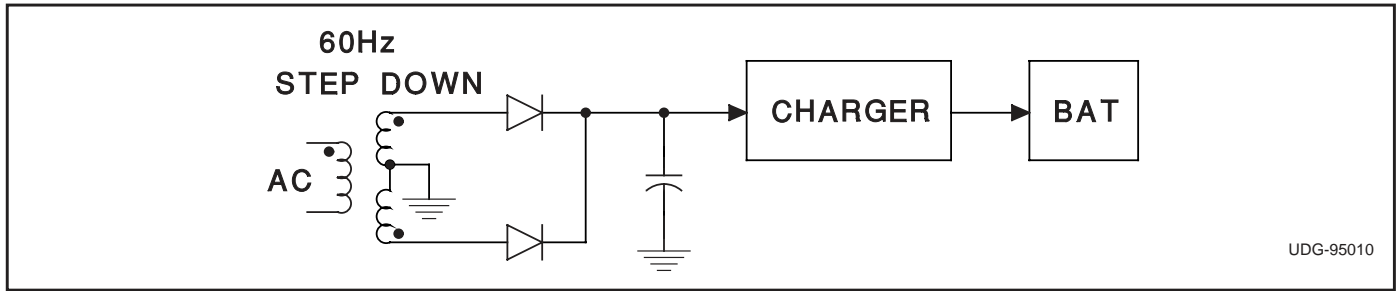 60Hz
STEP DOWN
AC
CHARGER
BAT
UDG-95010